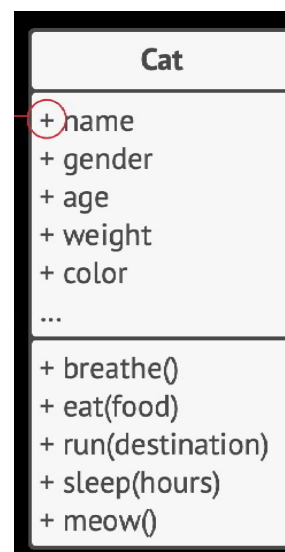 Cat
+ name
+ gender
+ age
+ weight
+ color
...
+ breathe()
+ eat(food)
+ run(destination)
+ sleep(hours)
+ meow()